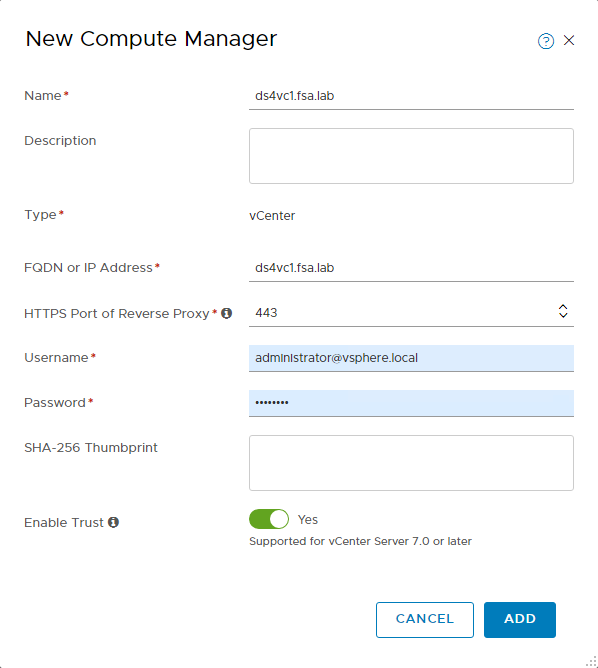 New Compute Manager
Name*
ds4vc1.fsa.lab
Description
Type*
vCenter
FQDN or IP Address*
ds4vc1.fsa.lab
HTTPS Port of Reverse Proxy*
443
Username*
administrator@vsphere.local
Password*
••••••••
SHA-256 Thumbprint
Enable Trust
Yes
Supported for vCenter Server 7.0 or later
CANCEL
ADD